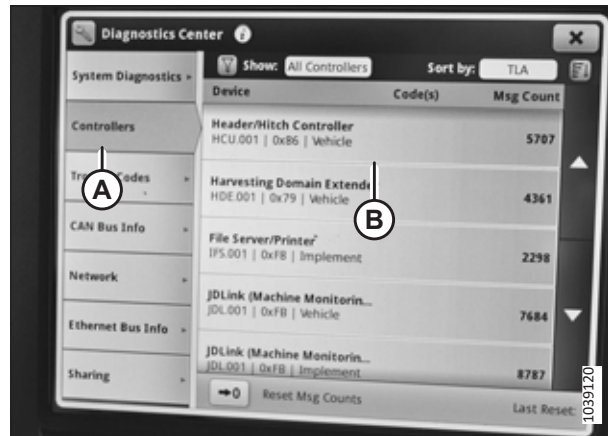 Diagnostics Center i
System Diagnostics
Show: All Controllers Sort by: TLA
Device Code(s) Msg Count
Controllers
Header/Hitch Controller
HCU.001 | 0x86 | Vehicle 5707
A
Codes
Harvesting Domain Extende
HDE.001 | 0x79 | Vehicle 4361
B
CAN Bus Info
File Server/Printer
IFS.001 | 0xF8 | Implement 2298
Network
JDLink (Machine Monitorin...
JDL.001 | 0xFB | Vehicle 7684
Ethernet Bus Info
JDLink (Machine Monitorin...
JDL.001 | 0xFB | Implement 8787
Sharing
→0 Reset Msg Counts
Last Reset:
1039120